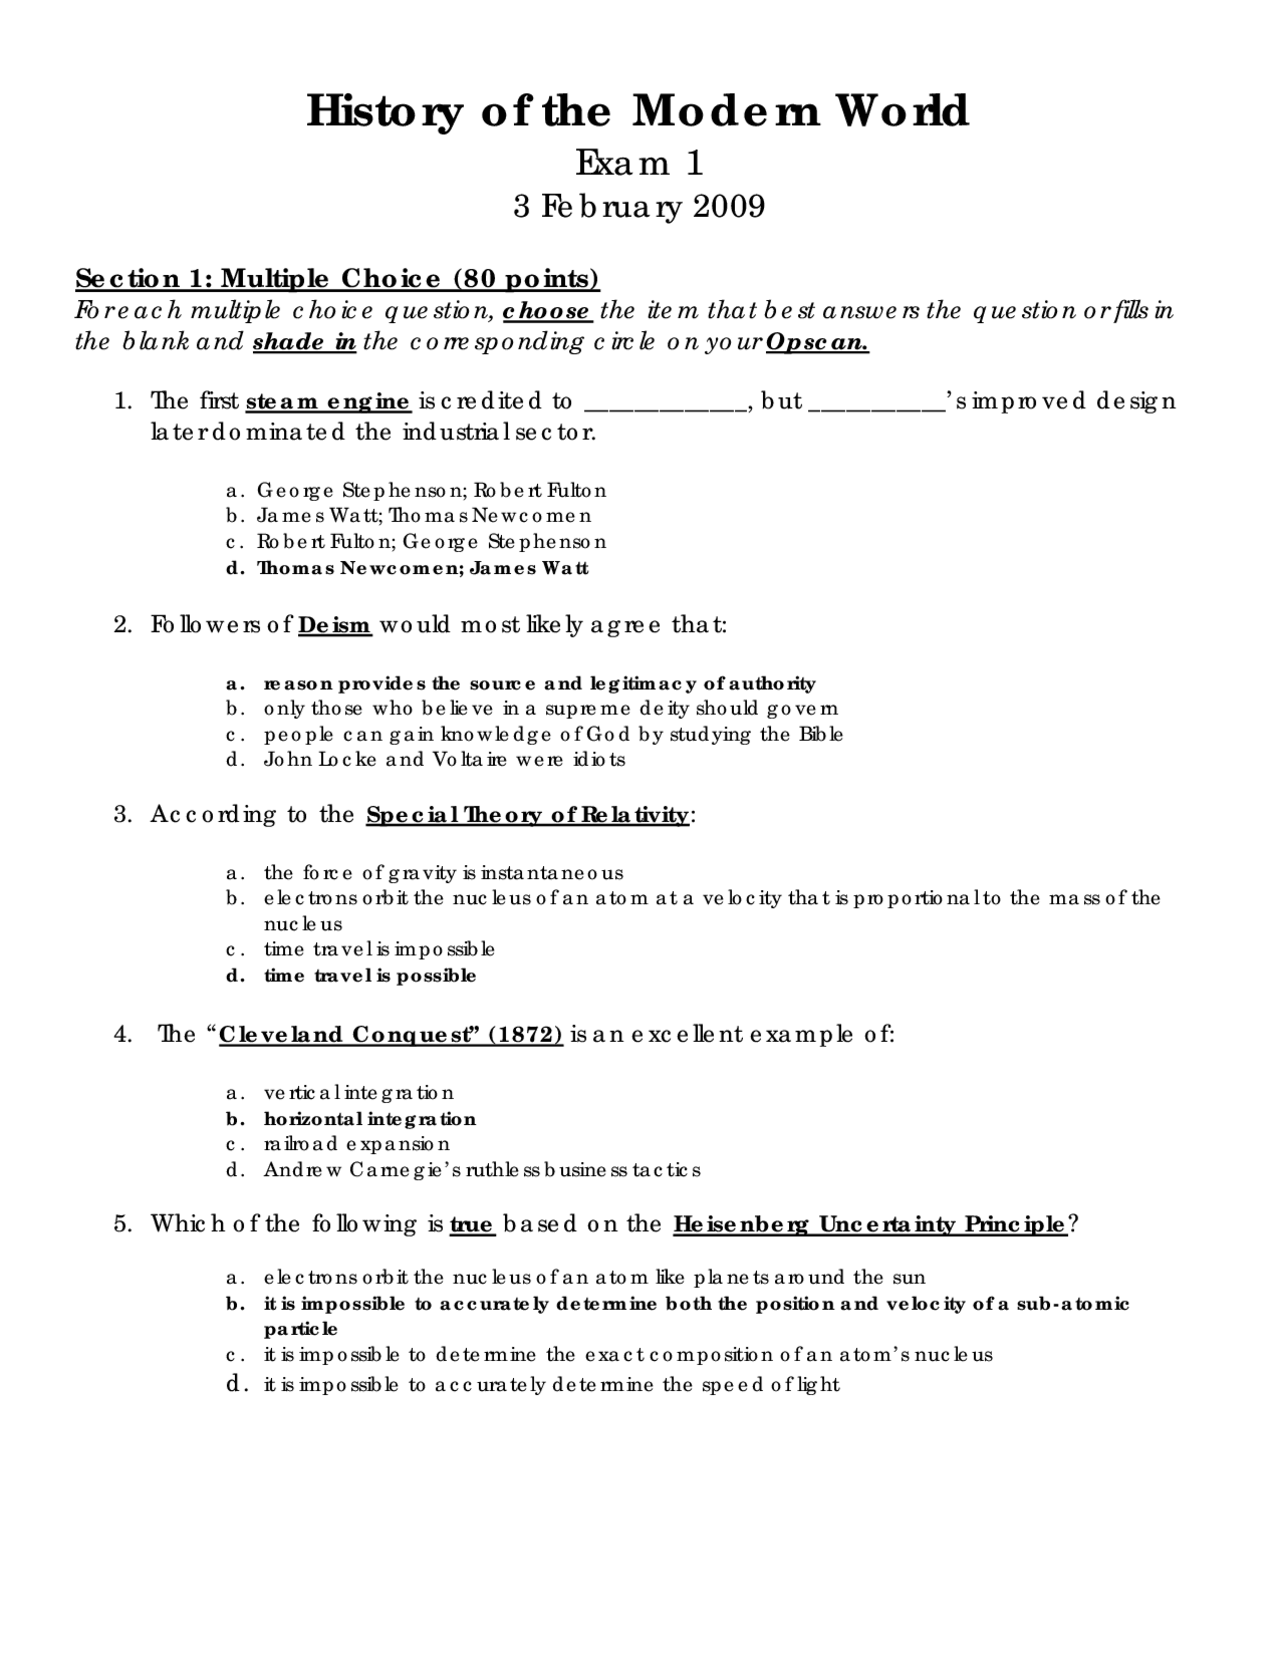 History of the Modern World
Exam 1
3 February 2009
Section 1: Multiple Choice (80 points)
For each multiple choice question, choose the item that best answers the question or fills in
the blank and shade in the corresponding circle on your Opscan.
1. The first steam engine is credited to _____________, but ___________’s improved design
later dominated the industrial sector.
a. George Stephenson; Robert Fulton
b. James Watt; Thomas Newcomen
c. Robert Fulton; George Stephenson
d. Thomas Newcomen; James Watt
2. Followers of Deism would most likely agree that:
a. reason provides the source and legitimacy of authority
b. only those who believe in a supreme deity should govern
c. people can gain knowledge of God by studying the Bible
d. John Locke and Voltaire were idiots
3. According to the Special Theory of Relativity:
a. the force of gravity is instantaneous
b. electrons orbit the nucleus of an atom at a velocity that is proportional to the mass of the
nucleus
c. time travel is impossible
d. time travel is possible
4. The “Cleveland Conquest” (1872) is an excellent example of:
a. vertical integration
b. horizontal integration
c. railroad expansion
d. Andrew Carnegie’s ruthless business tactics
5. Which of the following is true based on the Heisenberg Uncertainty Principle?
a. electrons orbit the nucleus of an atom like planets around the sun
b. it is impossible to accurately determine both the position and velocity of a sub-atomic
particle
c. it is impossible to determine the exact composition of an atom’s nucleus
d. it is impossible to accurately determine the speed of light